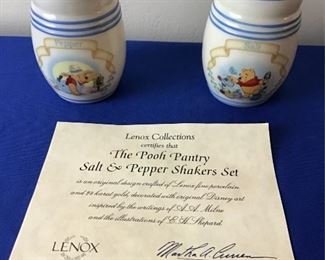 Pepper
Salt
Lenox Collections
certifies that
The Pooh Pantry
Salt & Pepper Shakers Set
is an original design crafted of Lenox fine porcelain
and 24 karat gold, decorated with original Disney art
inspired by the writings of A.A. Milne
and the illustrations of E.H. Shepard.
LENOX
Martha A. Curren